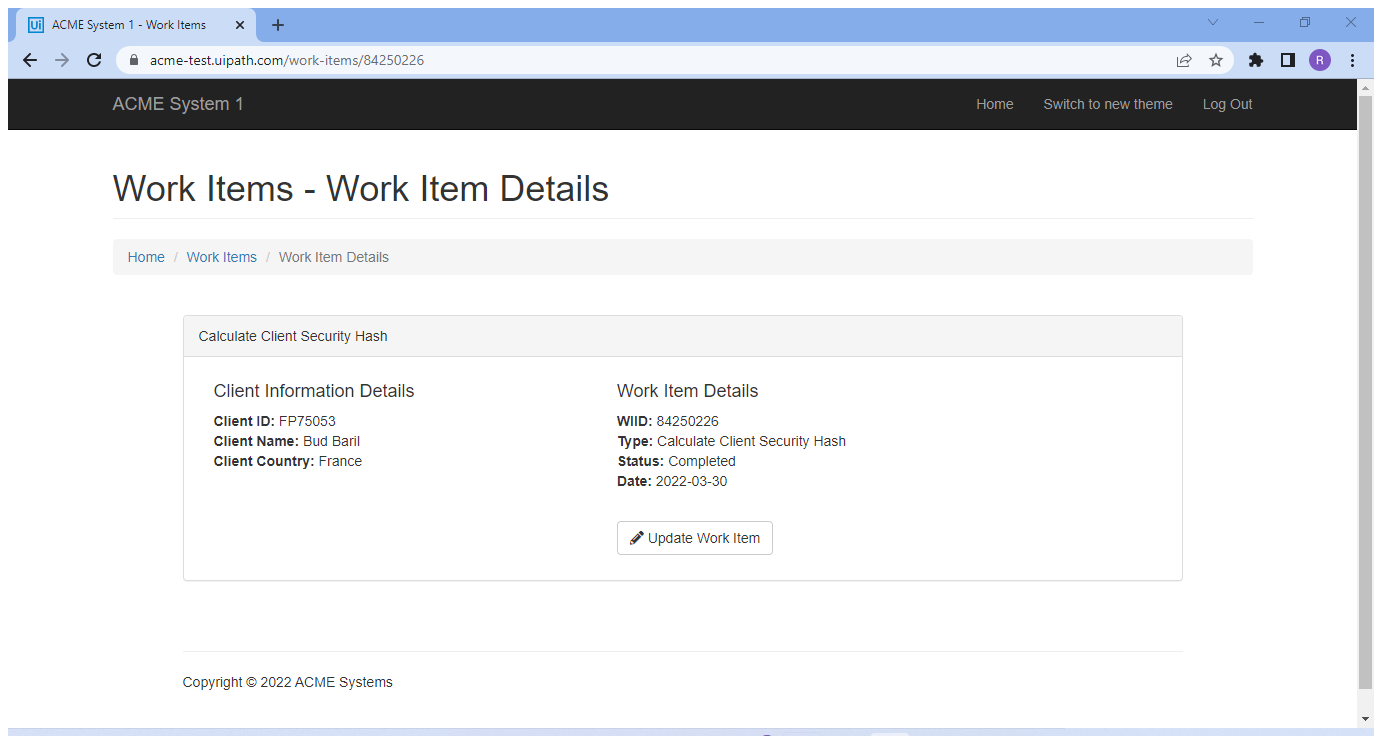 Ui ACME System 1 - Work Items
acme-test.uipath.com/work-items/84250226
R
ACME System 1 Home Switch to new theme Log Out
Work Items - Work Item Details
Home / Work Items / Work Item Details
Calculate Client Security Hash
Client Information Details
Client ID: FP75053
Client Name: Bud Baril
Client Country: France
Work Item Details
WIID: 84250226
Type: Calculate Client Security Hash
Status: Completed
Date: 2022-03-30
Update Work Item
Copyright © 2022 ACME Systems